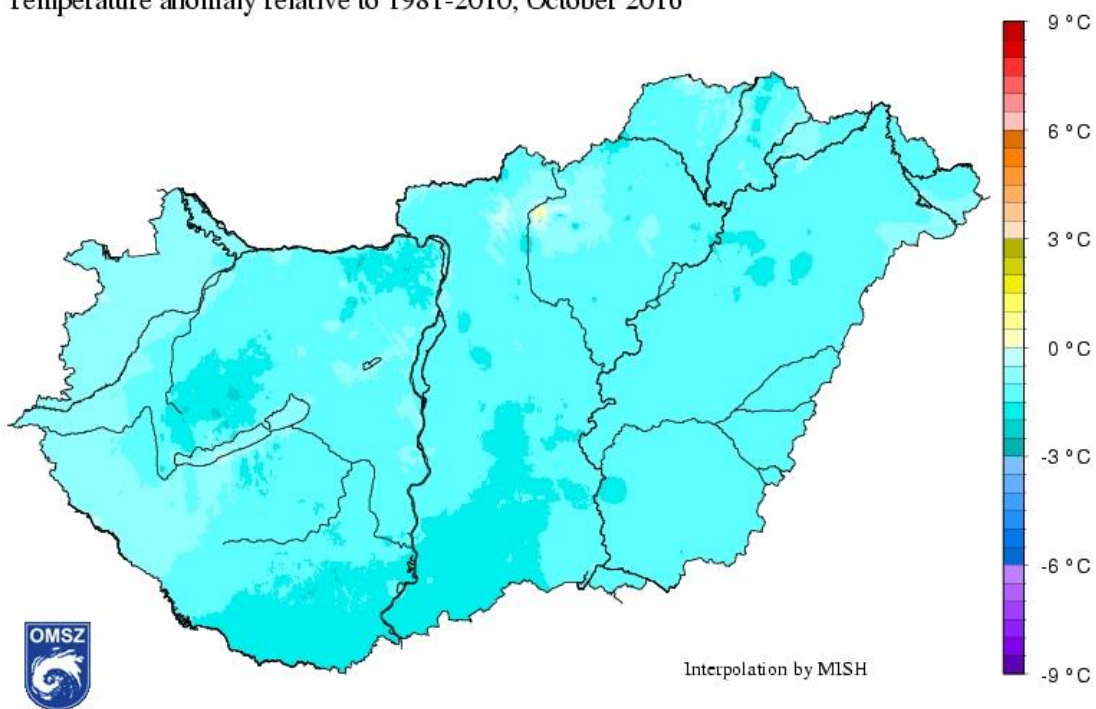 Temperature anomaly relative to 1981-2010, October 2016
9 °C
6 °C
3 °C
0 °C
-3 °C
-6 °C
-9 °C
OMSZ
Interpolation by MISH